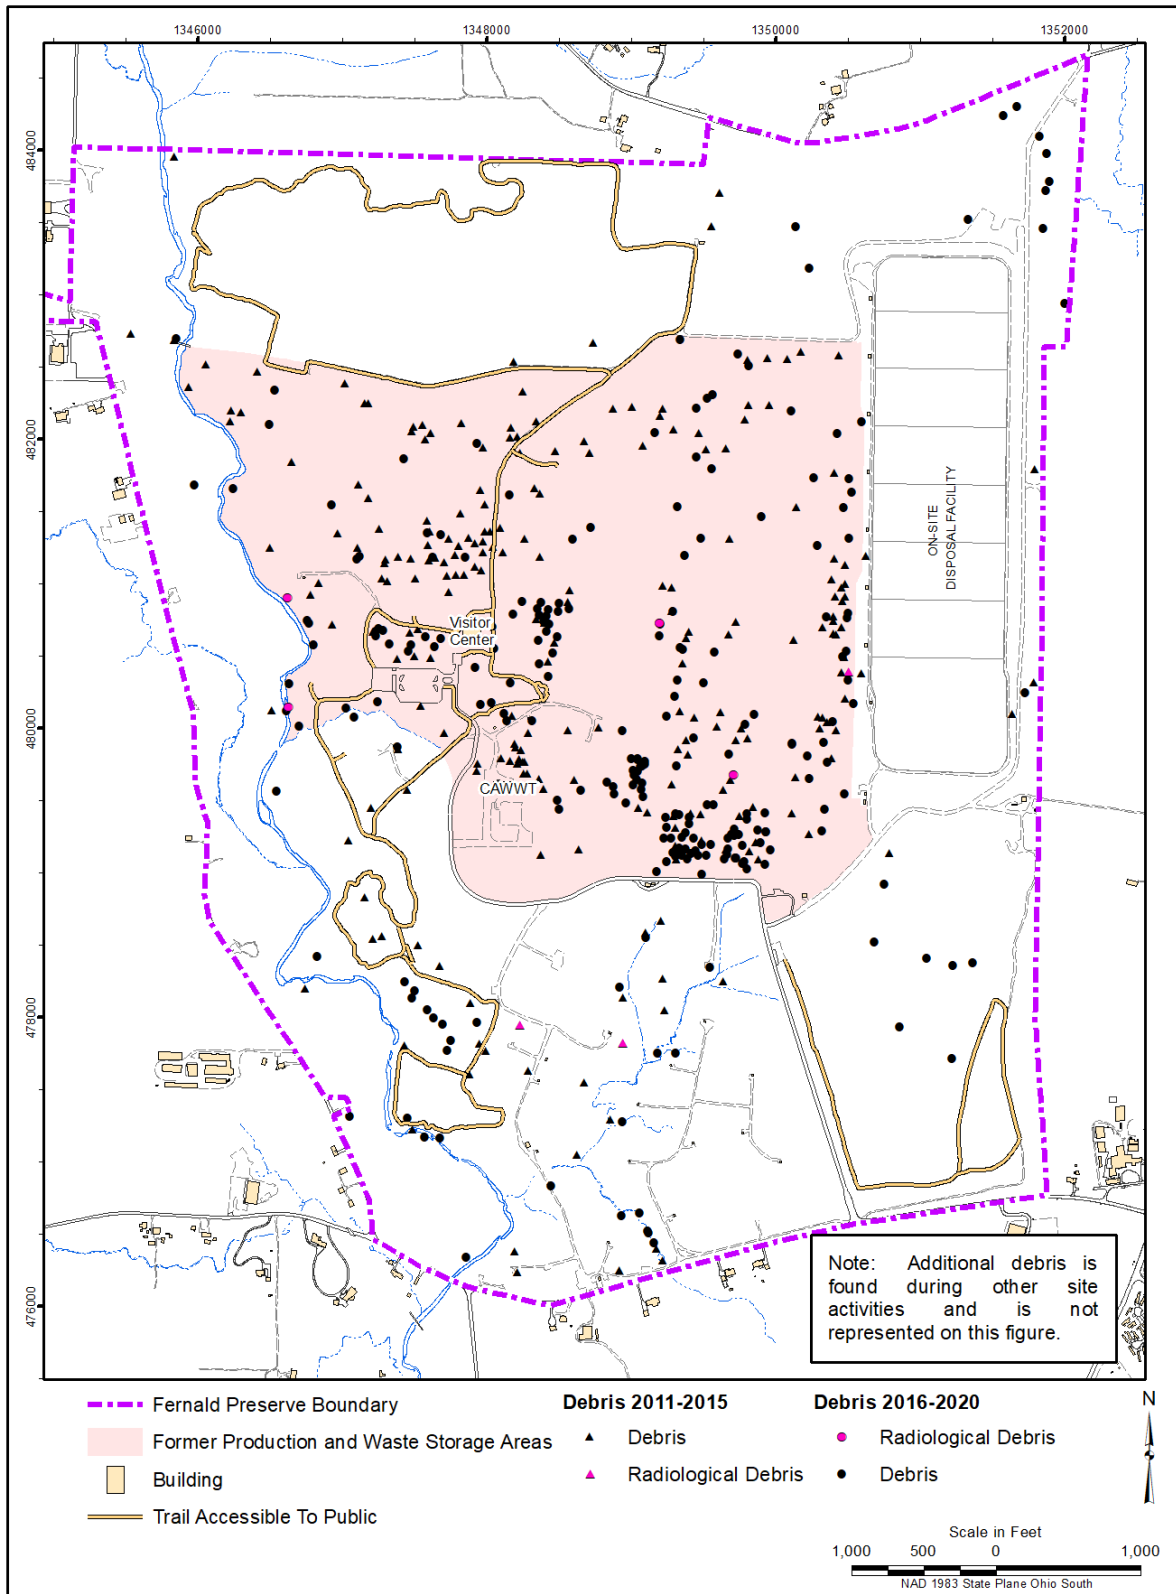 1346000
1348000
1350000
1352000
484000
482000
480000
478000
476000
ON-SITE
DISPOSAL FACILITY
Visitor
Center
CAWWT
Note: Additional debris is
found during other site
activities and is not
represented on this figure.
Fernald Preserve Boundary
Former Production and Waste Storage Areas
Building
Trail Accessible To Public
Debris 2011-2015
Debris
Radiological Debris
Debris 2016-2020
Radiological Debris
Debris
N
Scale in Feet
1,000 500 0 1,000
NAD 1983 State Plane Ohio South